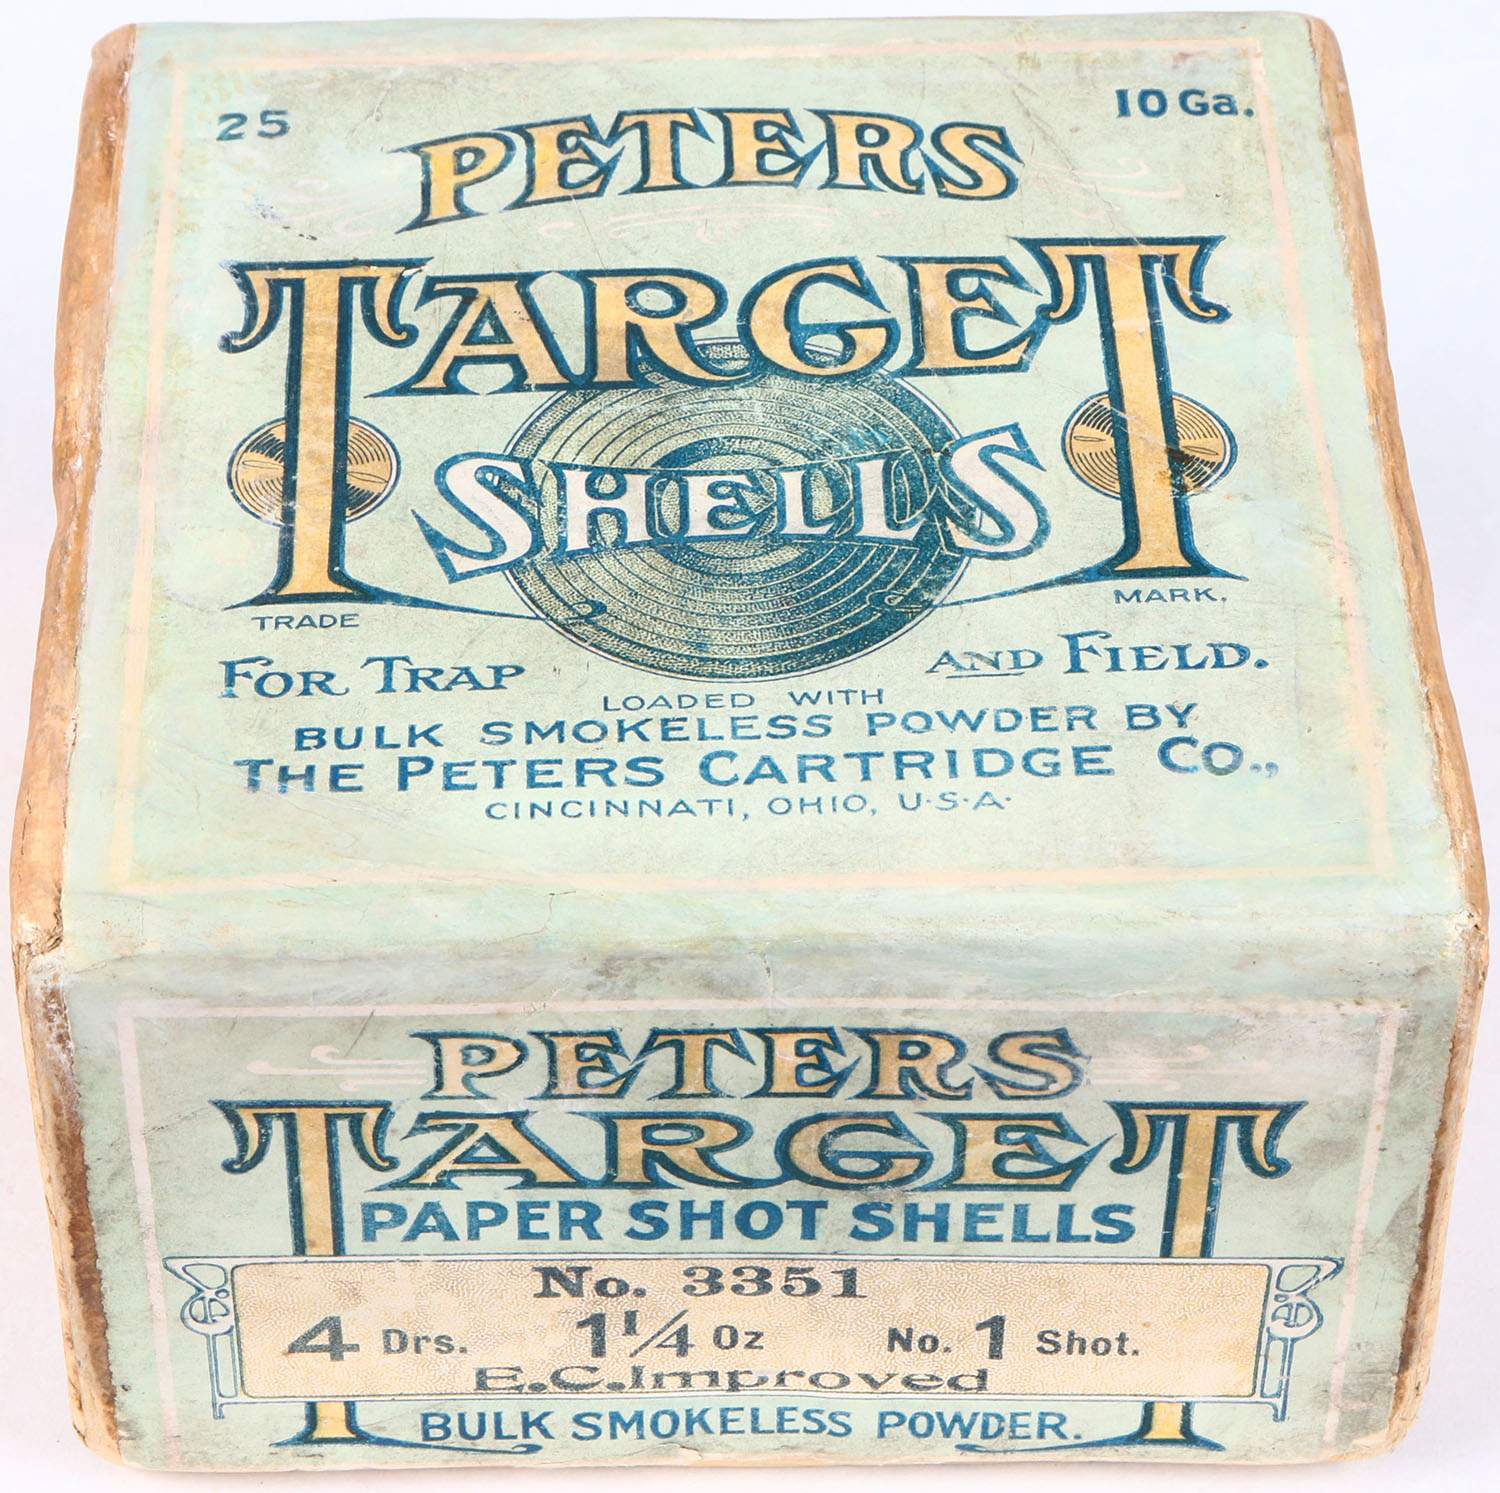 25 10 Ga.
PETERS
TARGET
SHELLS
TRADE MARK.
FOR TRAP AND FIELD.
LOADED WITH
BULK SMOKELESS POWDER BY
THE PETERS CARTRIDGE CO.,
CINCINNATI, OHIO, U.S.A.
PETERS
TARGET
PAPER SHOT SHELLS
No. 3351
4 Drs. 1 1/4 Oz No. 1 Shot.
E.C. Improved
BULK SMOKELESS POWDER.